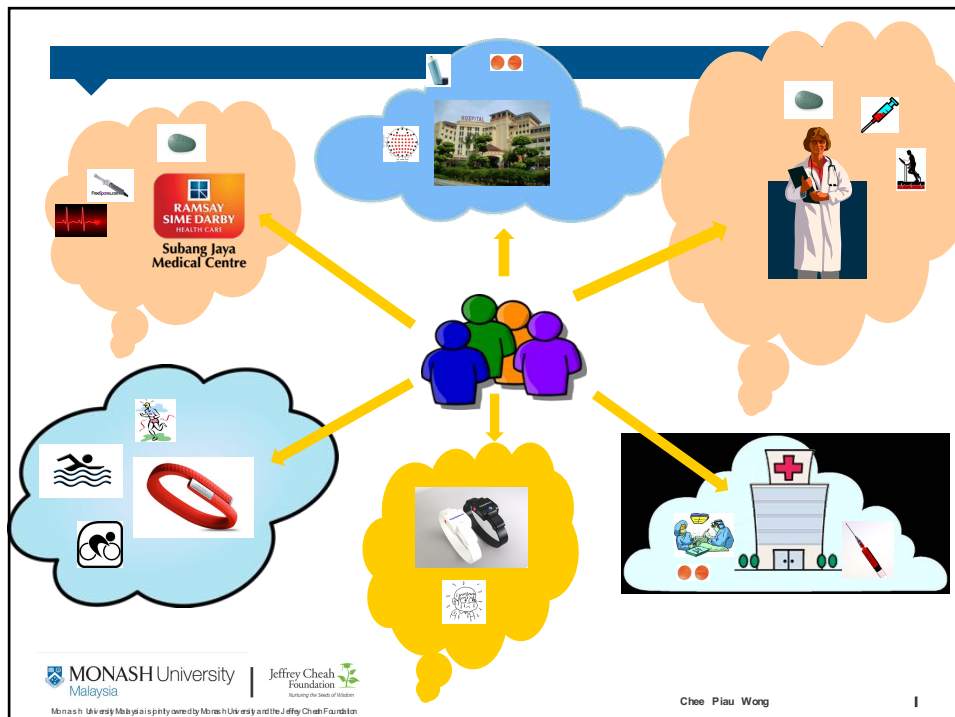 HOSPITAL
FreeSpores.com
RAMSAY
SIME DARBY
HEALTH CARE
Subang Jaya
Medical Centre
MONASH University
Malaysia
Jeffrey Cheah
Foundation
Nurturing the Seeds of Wisdom
Monash University Malaysia is jointly owned by Monash University and the Jeffrey Cheah Foundation
Chee Piau Wong